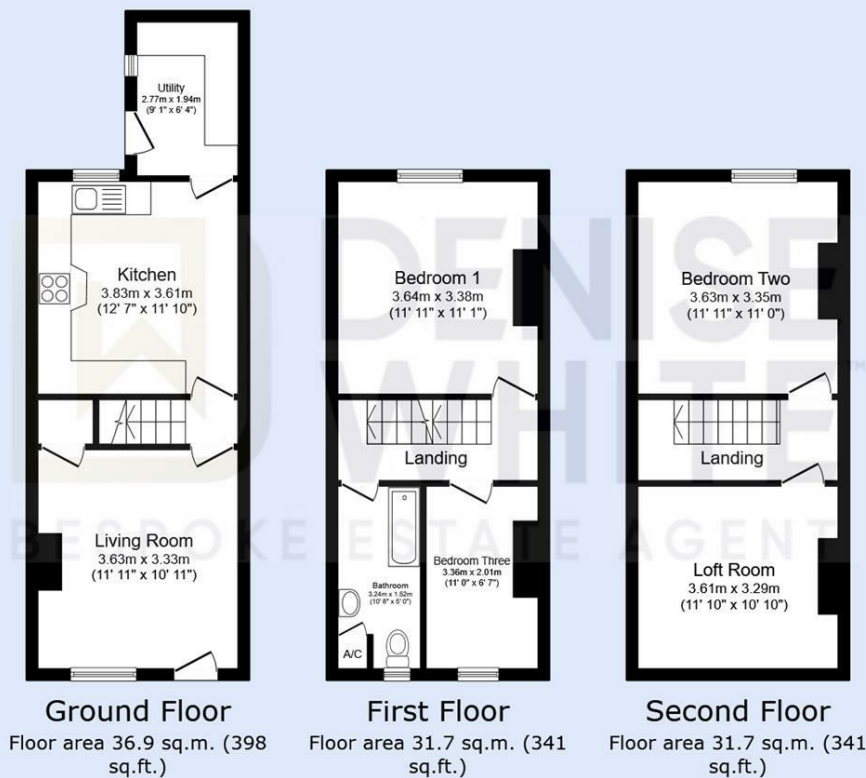 Utility
2.77m x 1.94m
(9' 1" x 6' 4")
Kitchen
3.83m x 3.61m
(12' 7" x 11' 10")
Living Room
3.63m x 3.33m
(11' 11" x 10' 11")
Ground Floor
Floor area 36.9 sq.m. (398
sq.ft.)
Bedroom 1
3.64m x 3.38m
(11' 11" x 11' 1")
Landing
Bathroom
3.24m x 1.52m
(10' 8" x 5' 0")
A/C
Bedroom Three
3.36m x 2.01m
(11' 0" x 6' 7")
First Floor
Floor area 31.7 sq.m. (341
sq.ft.)
Bedroom Two
3.63m x 3.35m
(11' 11" x 11' 0")
Landing
Loft Room
3.61m x 3.29m
(11' 10" x 10' 10")
Second Floor
Floor area 31.7 sq.m. (341
sq.ft.)
DENISE
WHITE™
BESPOKE ESTATE AGENT